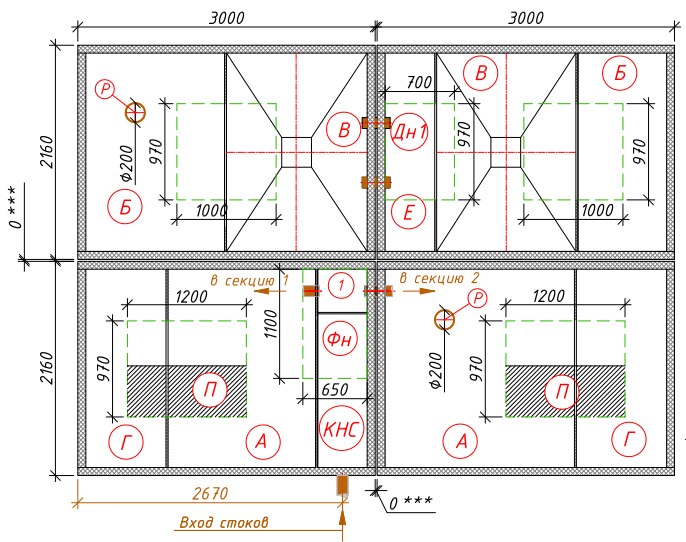 3000
3000
P
В
700
В
Б
Дн1
2160
970
Ф200
970
970
Б
1000
Е
1000
0 ***
в секцию 1
1
в секцию 2
1200
1100
P
1200
Фн
2160
970
Ф200
970
П
650
П
Г
А
КНС
А
Г
2670
0 ***
Вход стоков